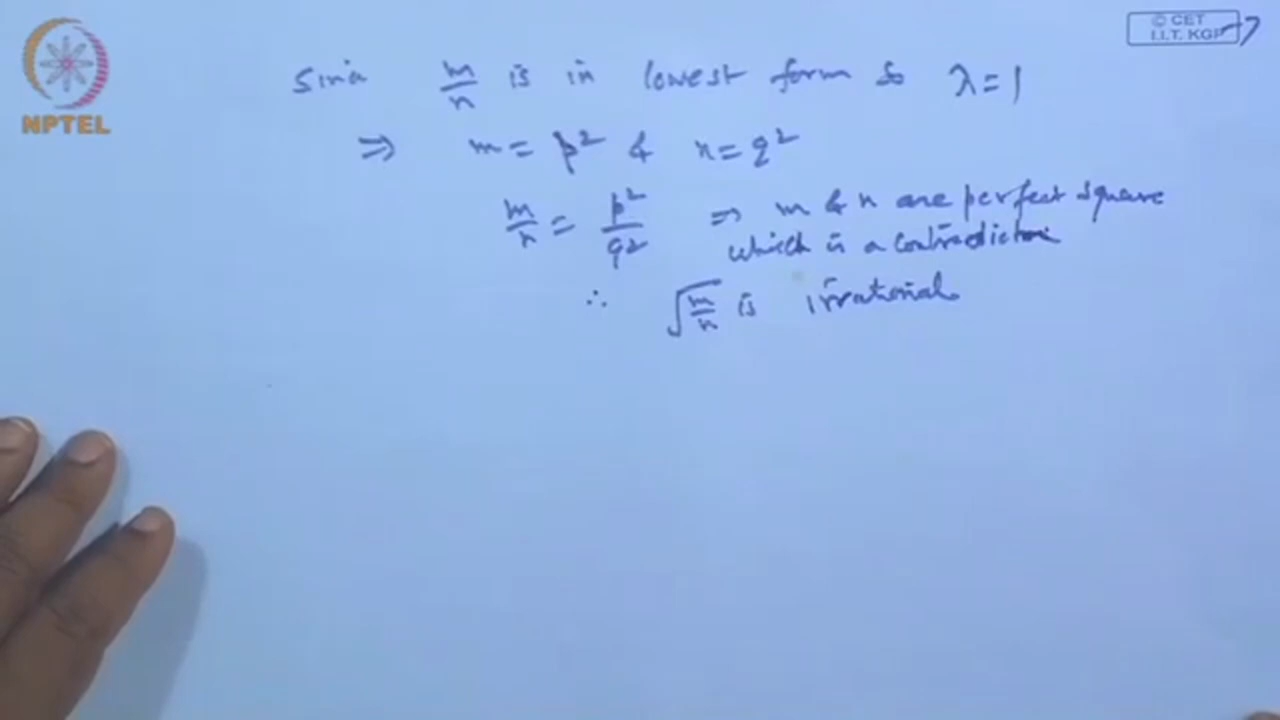 © CET
I.I.T. KGP
7
NPTEL
Since m/n is in lowest form so λ=1
⇒ m = p² & n = q²
m/n = p²/q² ⇒ m & n are perfect square
which is a contradiction
∴ √(m/n) is irrational.